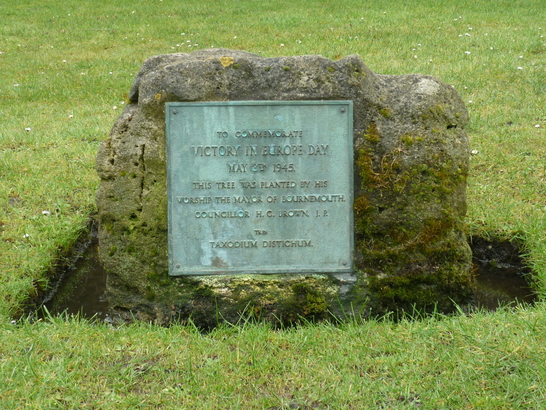 TO COMMEMORATE
VICTORY IN EUROPE DAY
MAY 1945.
THIS TREE WAS PLANTED BY HIS
WORSHIP THE MAYOR OF BOURNEMOUTH.
COUNCILLOR H. G. BROWN, J. P.
TREE
TAXODIUM DISTICHUM.